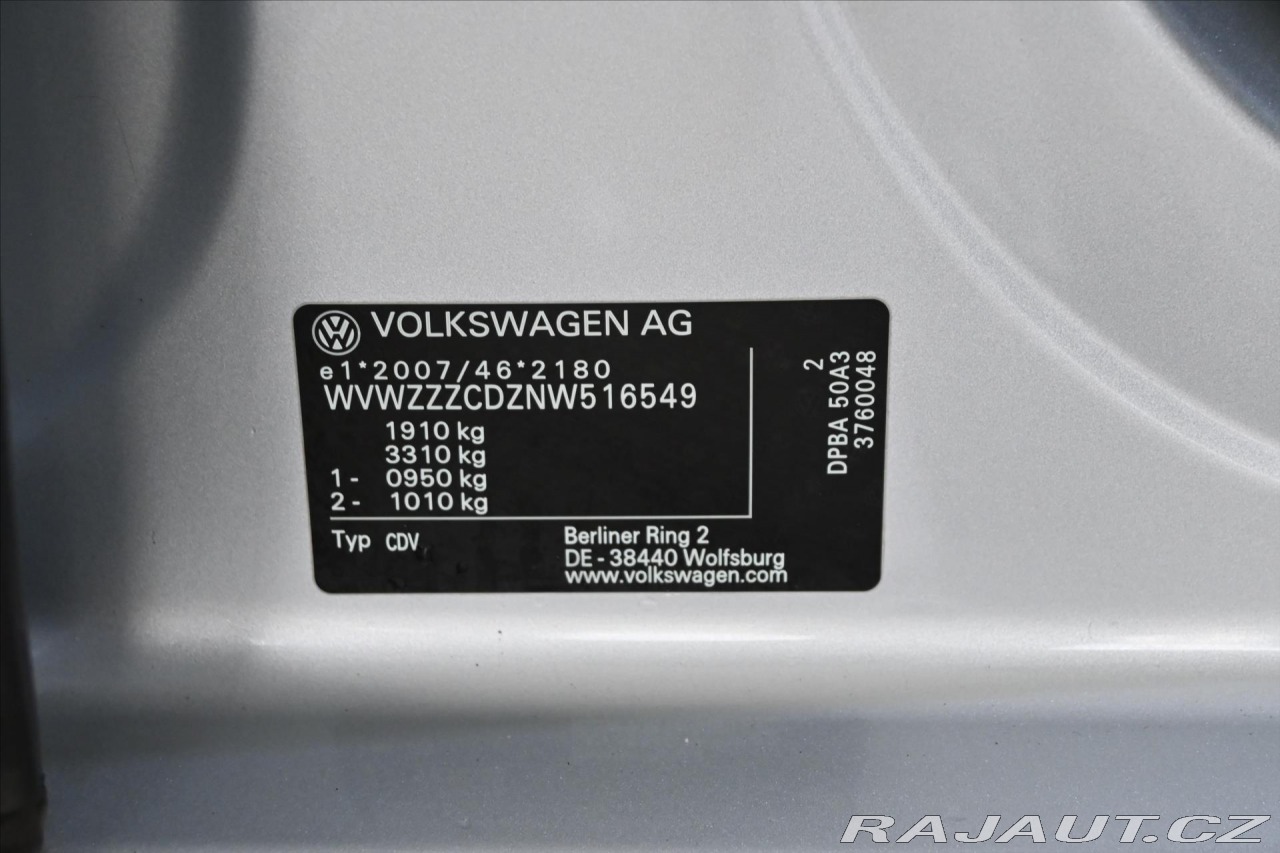 VOLKSWAGEN AG
e1*2007/46*2180
WVWZZZCDZNW516549
1910 kg
3310 kg
1- 0950 kg
2- 1010 kg
Typ CDV
Berliner Ring 2
DE-38440 Wolfsburg
www.volkswagen.com
2
DPBA 50A3
3760048
RAJAUT.CZ